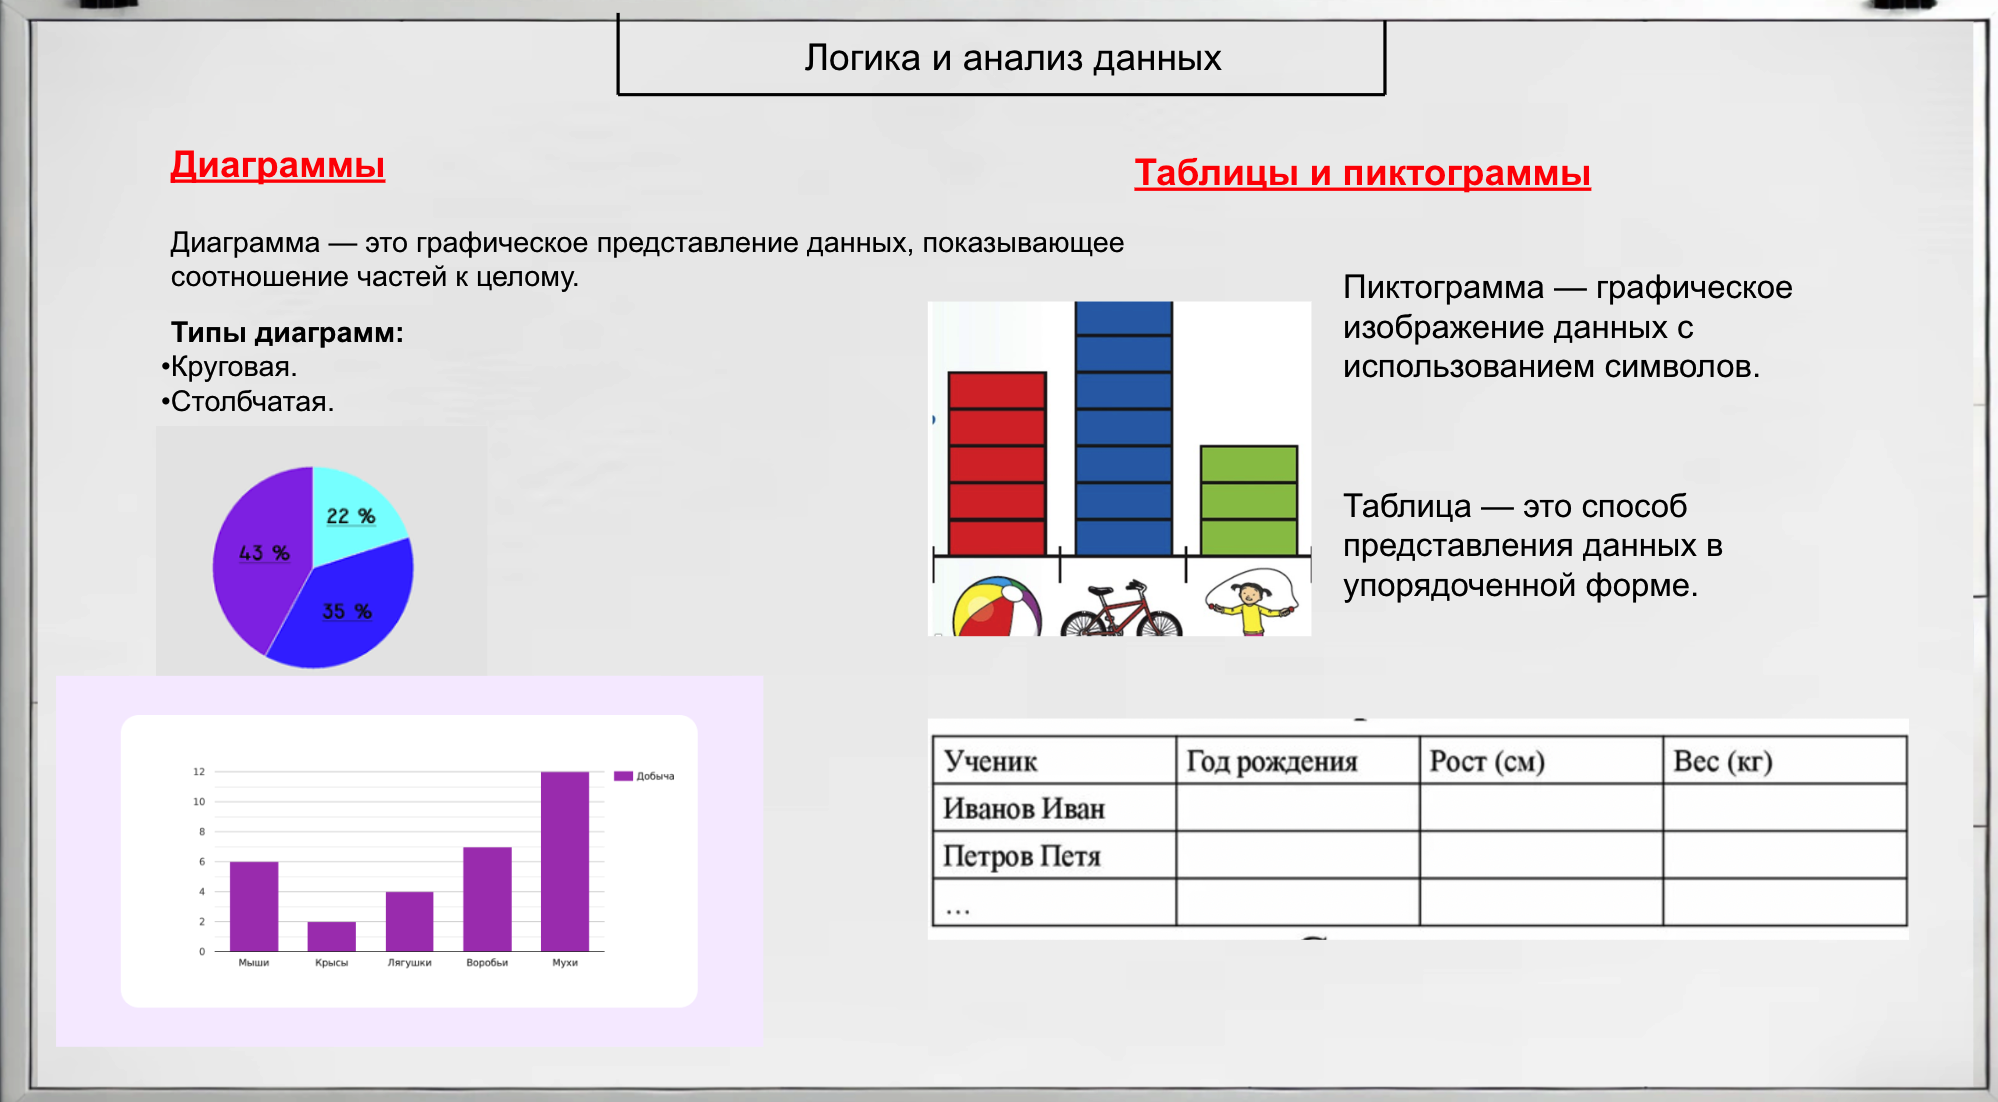 Логика и анализ данных
Диаграммы
Диаграмма — это графическое представление данных, показывающее
соотношение частей к целому.
Типы диаграмм:
•Круговая.
•Столбчатая.
22 %
43 %
35 %
12
10
8
6
4
2
0
Добыча
Мыши Крысы Лягушки Воробьи Мухи
Таблицы и пиктограммы
Пиктограмма — графическое
изображение данных с
использованием символов.
Таблица — это способ
представления данных в
упорядоченной форме.
Ученик Год рождения Рост (см) Вес (кг)
Иванов Иван
Петров Петя
...